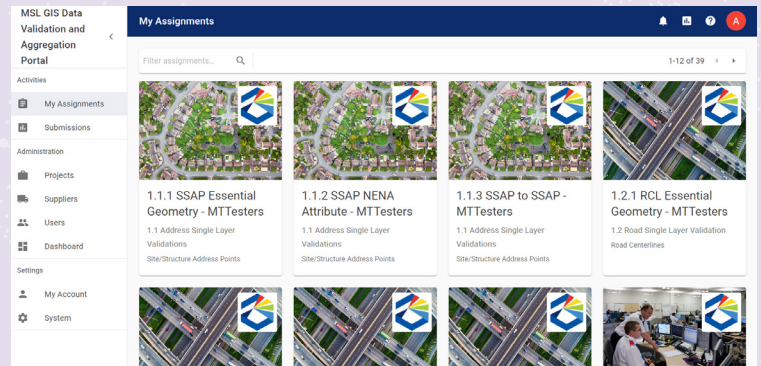 MSL GIS Data
Validation and
Aggregation
Portal
Activities
My Assignments
Submissions
Administration
Projects
Suppliers
Users
Dashboard
Settings
My Account
System
My Assignments
A
Filter assignments...
1-12 of 39
1.1.1 SSAP Essential
Geometry - MTTesters
1.1 Address Single Layer
Validations
Site/Structure Address Points
1.1.2 SSAP NENA
Attribute - MTTesters
1.1 Address Single Layer
Validations
Site/Structure Address Points
1.1.3 SSAP to SSAP -
MTTesters
1.1 Address Single Layer
Validations
Site/Structure Address Points
1.2.1 RCL Essential
Geometry - MTTesters
1.2 Road Single Layer Validation
Road Centerlines